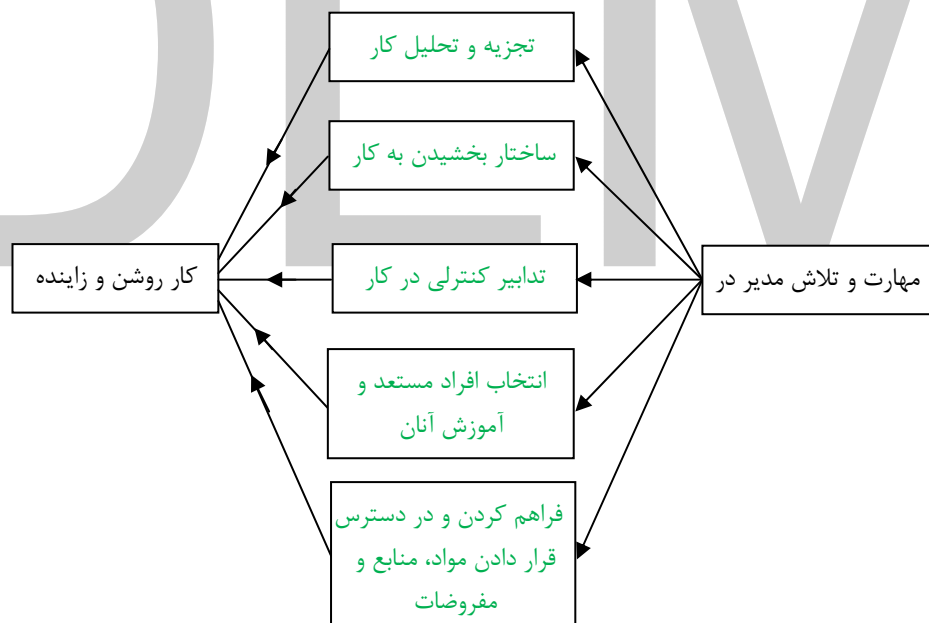 مهارت و تلاش مدیر در
تجزیه و تحلیل کار
ساختار بخشیدن به کار
تدابیر کنترلی در کار
انتخاب افراد مستعد و
آموزش آنان
فراهم کردن و در دسترس
قرار دادن مواد، منابع و
مفروضات
کار روشن و زاینده